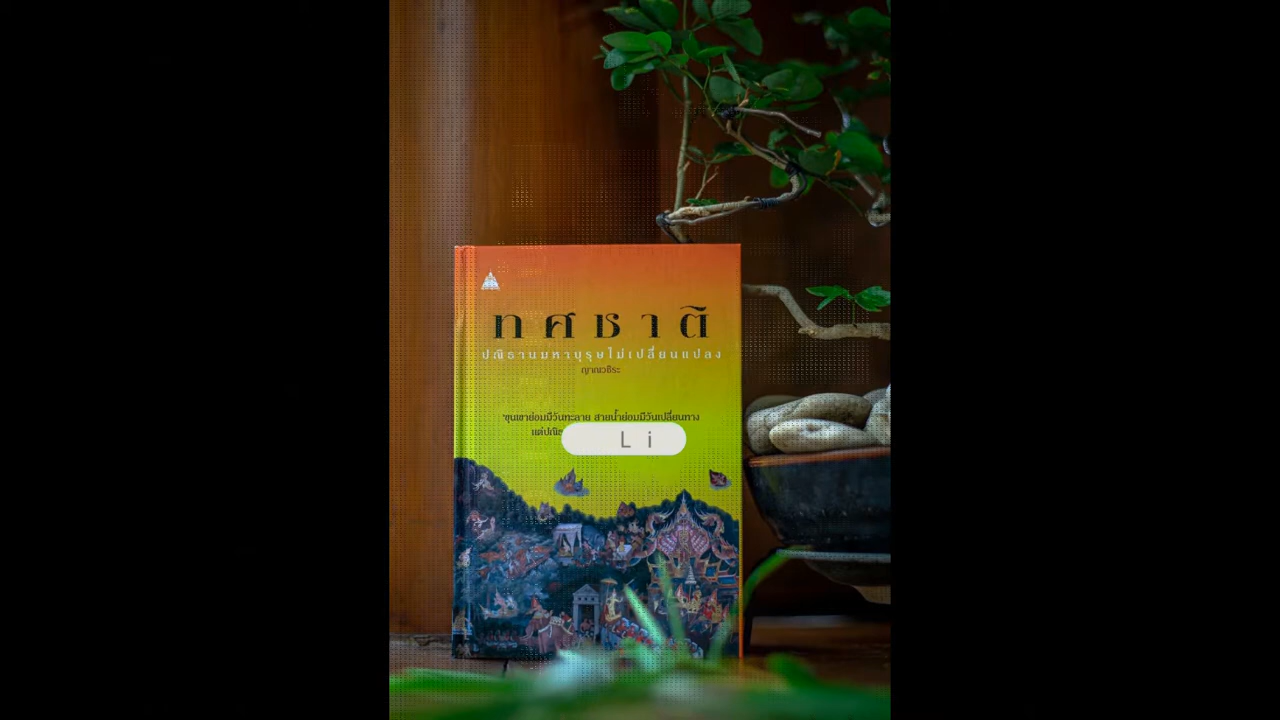 ทศชาติ
ปณิธานมหาบุรุษไม่เปลี่ยนแปลง
ญาณวชิระ
"ขุนเขาย่อมมีวันทะลาย สายน้ำย่อมมีวันเปลี่ยนทาง
Li